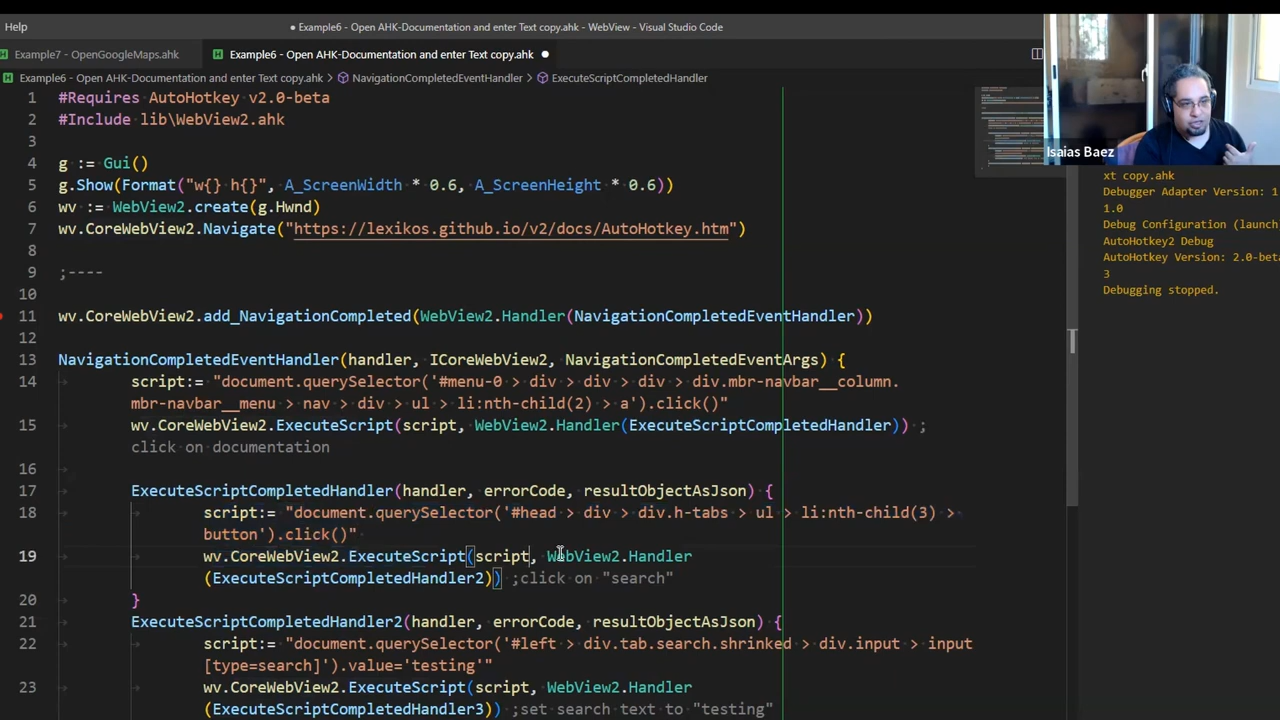 Help
● Example6 - Open AHK-Documentation and enter Text copy.ahk - WebView - Visual Studio Code
Example7 - OpenGoogleMaps.ahk
Example6 - Open AHK-Documentation and enter Text copy.ahk ●
Example6 - Open AHK-Documentation and enter Text copy.ahk > NavigationCompletedEventHandler > ExecuteScriptCompletedHandler
1 #Requires AutoHotkey v2.0-beta
2 #Include lib\WebView2.ahk
3
4 g := Gui()
5 g.Show(Format("w{} h{}", A_ScreenWidth * 0.6, A_ScreenHeight * 0.6))
6 wv := WebView2.create(g.Hwnd)
7 wv.CoreWebView2.Navigate("https://lexikos.github.io/v2/docs/AutoHotkey.htm")
8
9 ;----
10
11 wv.CoreWebView2.add_NavigationCompleted(WebView2.Handler(NavigationCompletedEventHandler))
12
13 NavigationCompletedEventHandler(handler, ICoreWebView2, NavigationCompletedEventArgs) {
14 script:= "document.querySelector('#menu-0 > div > div > div > div.mbr-navbar__column.
mbr-navbar__menu > nav > div > ul > li:nth-child(2) > a').click()"
15 wv.CoreWebView2.ExecuteScript(script, WebView2.Handler(ExecuteScriptCompletedHandler)) ;
click on documentation
16
17 ExecuteScriptCompletedHandler(handler, errorCode, resultObjectAsJson) {
18 script:= "document.querySelector('#head > div > div.h-tabs > ul > li:nth-child(3) >
button').click()"
19 wv.CoreWebView2.ExecuteScript(script, WebView2.Handler
(ExecuteScriptCompletedHandler2)) ;click on "search"
20 }
21 ExecuteScriptCompletedHandler2(handler, errorCode, resultObjectAsJson) {
22 script:= "document.querySelector('#left > div.tab.search.shrinked > div.input > input
[type=search]').value='testing'"
23 wv.CoreWebView2.ExecuteScript(script, WebView2.Handler
(ExecuteScriptCompletedHandler3)) ;set search text to "testing"
Isaias Baez
xt copy.ahk
Debugger Adapter Version: 1
1.0
Debug Configuration (launch
AutoHotkey2 Debug
AutoHotkey Version: 2.0-beta
3
Debugging stopped.